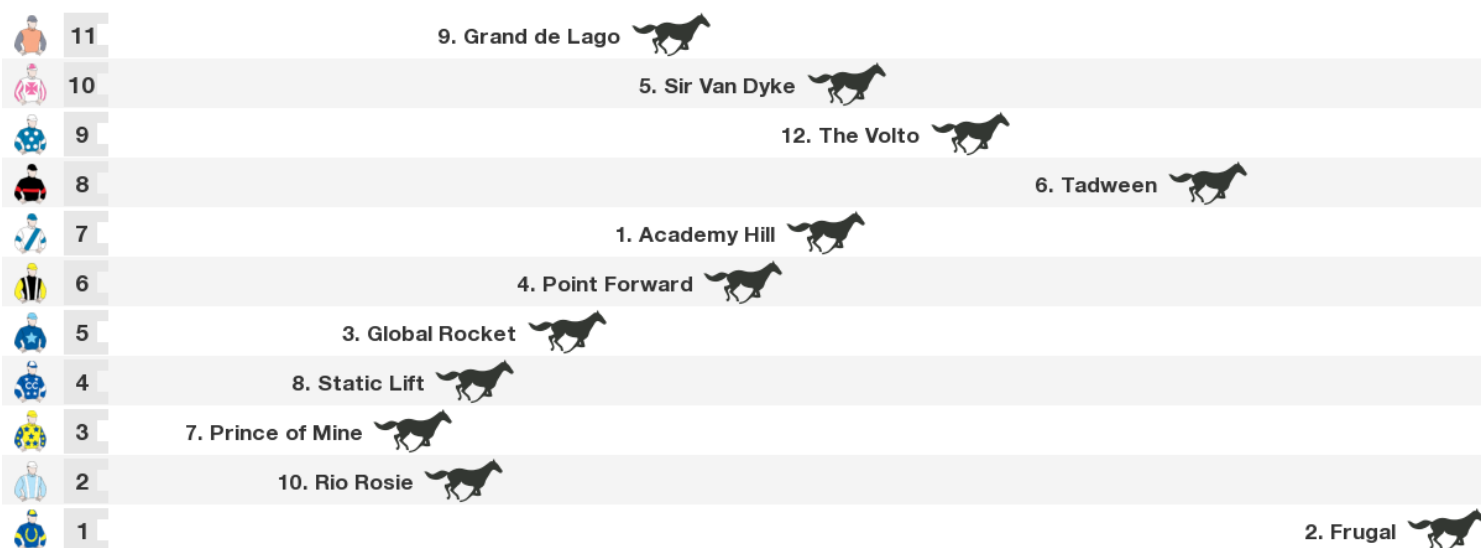 11 9. Grand de Lago
10 5. Sir Van Dyke
9 12. The Volto
8 6. Tadween
7 1. Academy Hill
6 4. Point Forward
5 3. Global Rocket
4 8. Static Lift
CC
3 7. Prince of Mine
2 10. Rio Rosie
1 2. Frugal